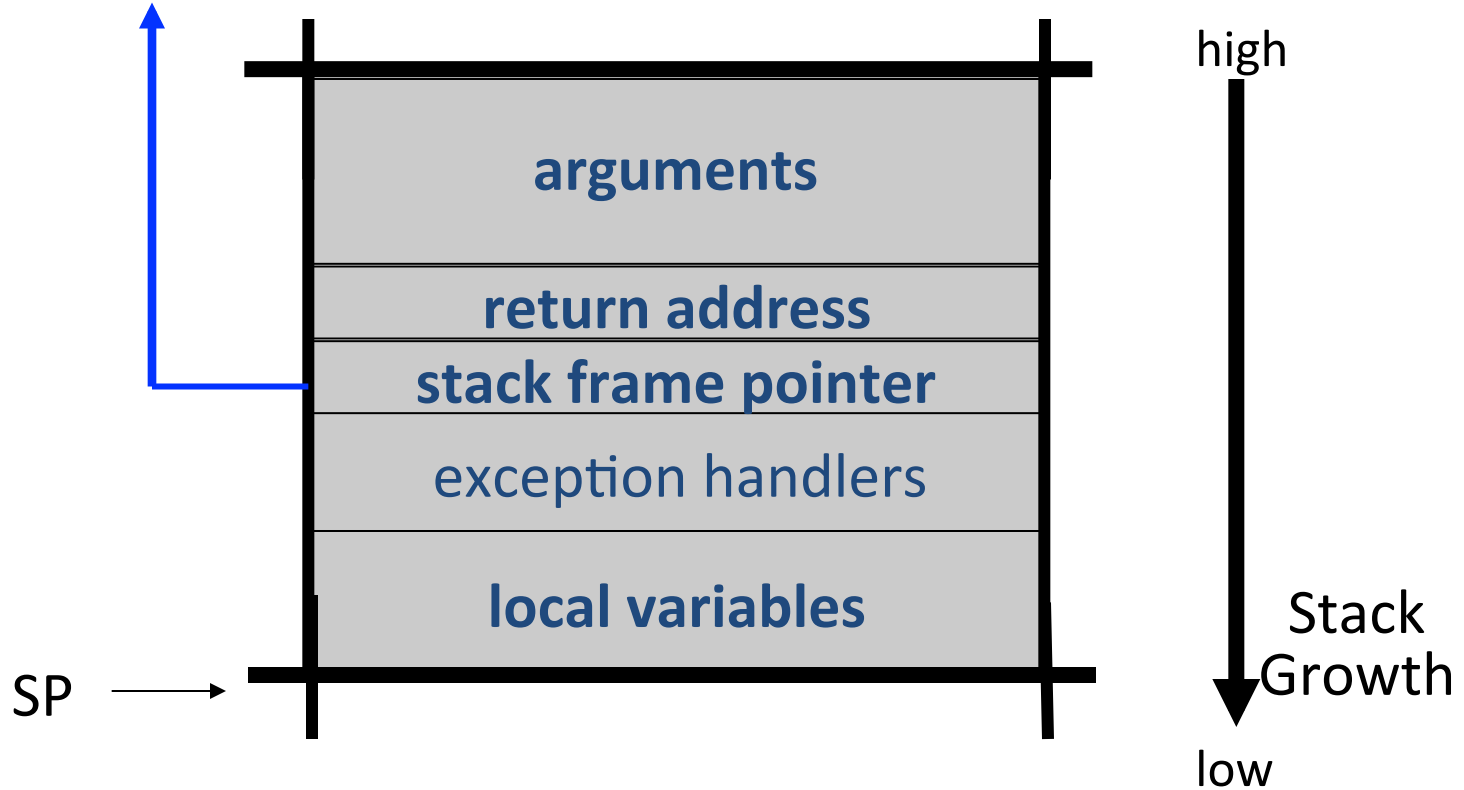 high
arguments
return address
stack frame pointer
exception handlers
local variables
Stack
Growth
SP
low